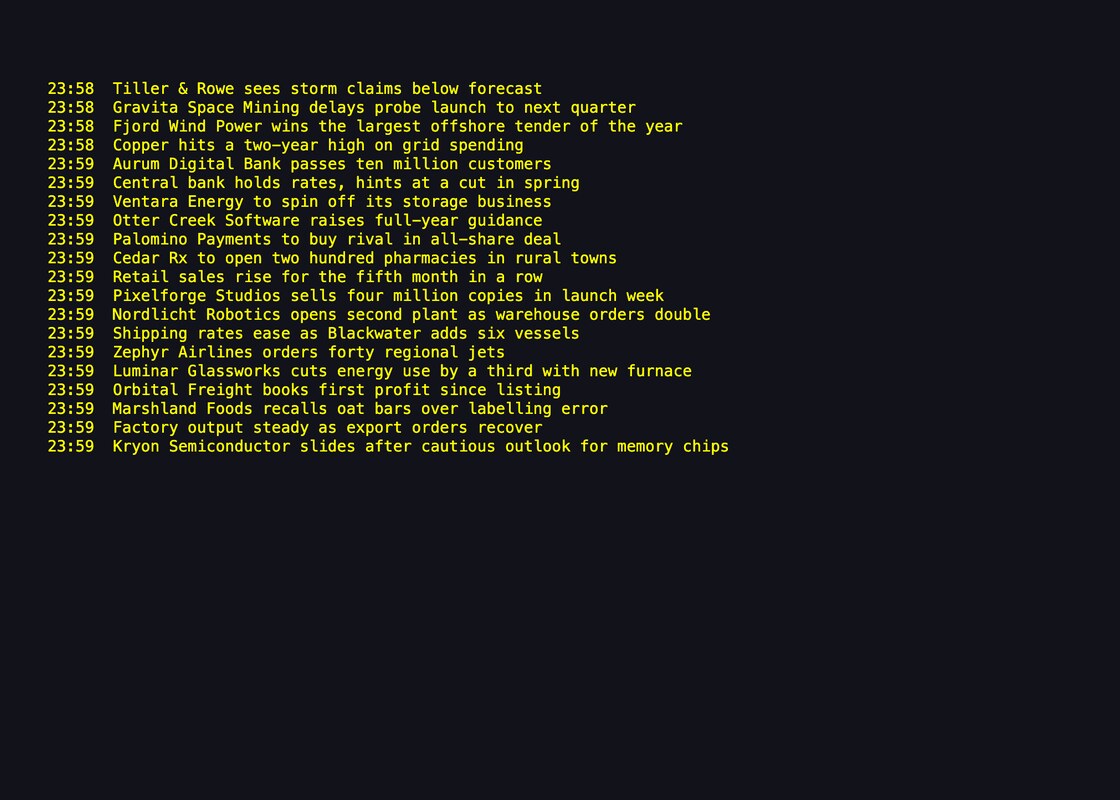 23:58  Tiller & Rowe sees storm claims below forecast
23:58  Gravita Space Mining delays probe launch to next quarter
23:58  Fjord Wind Power wins the largest offshore tender of the year
23:58  Copper hits a two-year high on grid spending
23:59  Aurum Digital Bank passes ten million customers
23:59  Central bank holds rates, hints at a cut in spring
23:59  Ventara Energy to spin off its storage business
23:59  Otter Creek Software raises full-year guidance
23:59  Palomino Payments to buy rival in all-share deal
23:59  Cedar Rx to open two hundred pharmacies in rural towns
23:59  Retail sales rise for the fifth month in a row
23:59  Pixelforge Studios sells four million copies in launch week
23:59  Nordlicht Robotics opens second plant as warehouse orders double
23:59  Shipping rates ease as Blackwater adds six vessels
23:59  Zephyr Airlines orders forty regional jets
23:59  Luminar Glassworks cuts energy use by a third with new furnace
23:59  Orbital Freight books first profit since listing
23:59  Marshland Foods recalls oat bars over labelling error
23:59  Factory output steady as export orders recover
23:59  Kryon Semiconductor slides after cautious outlook for memory chips